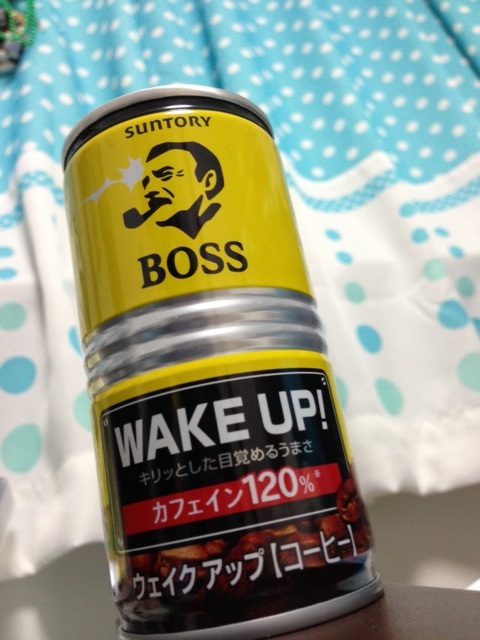 SUNTORY
BOSS
WAKE UP!
キリッとした目覚めるうまさ
カフェイン120%*
ウェイクアップ[コーヒー]